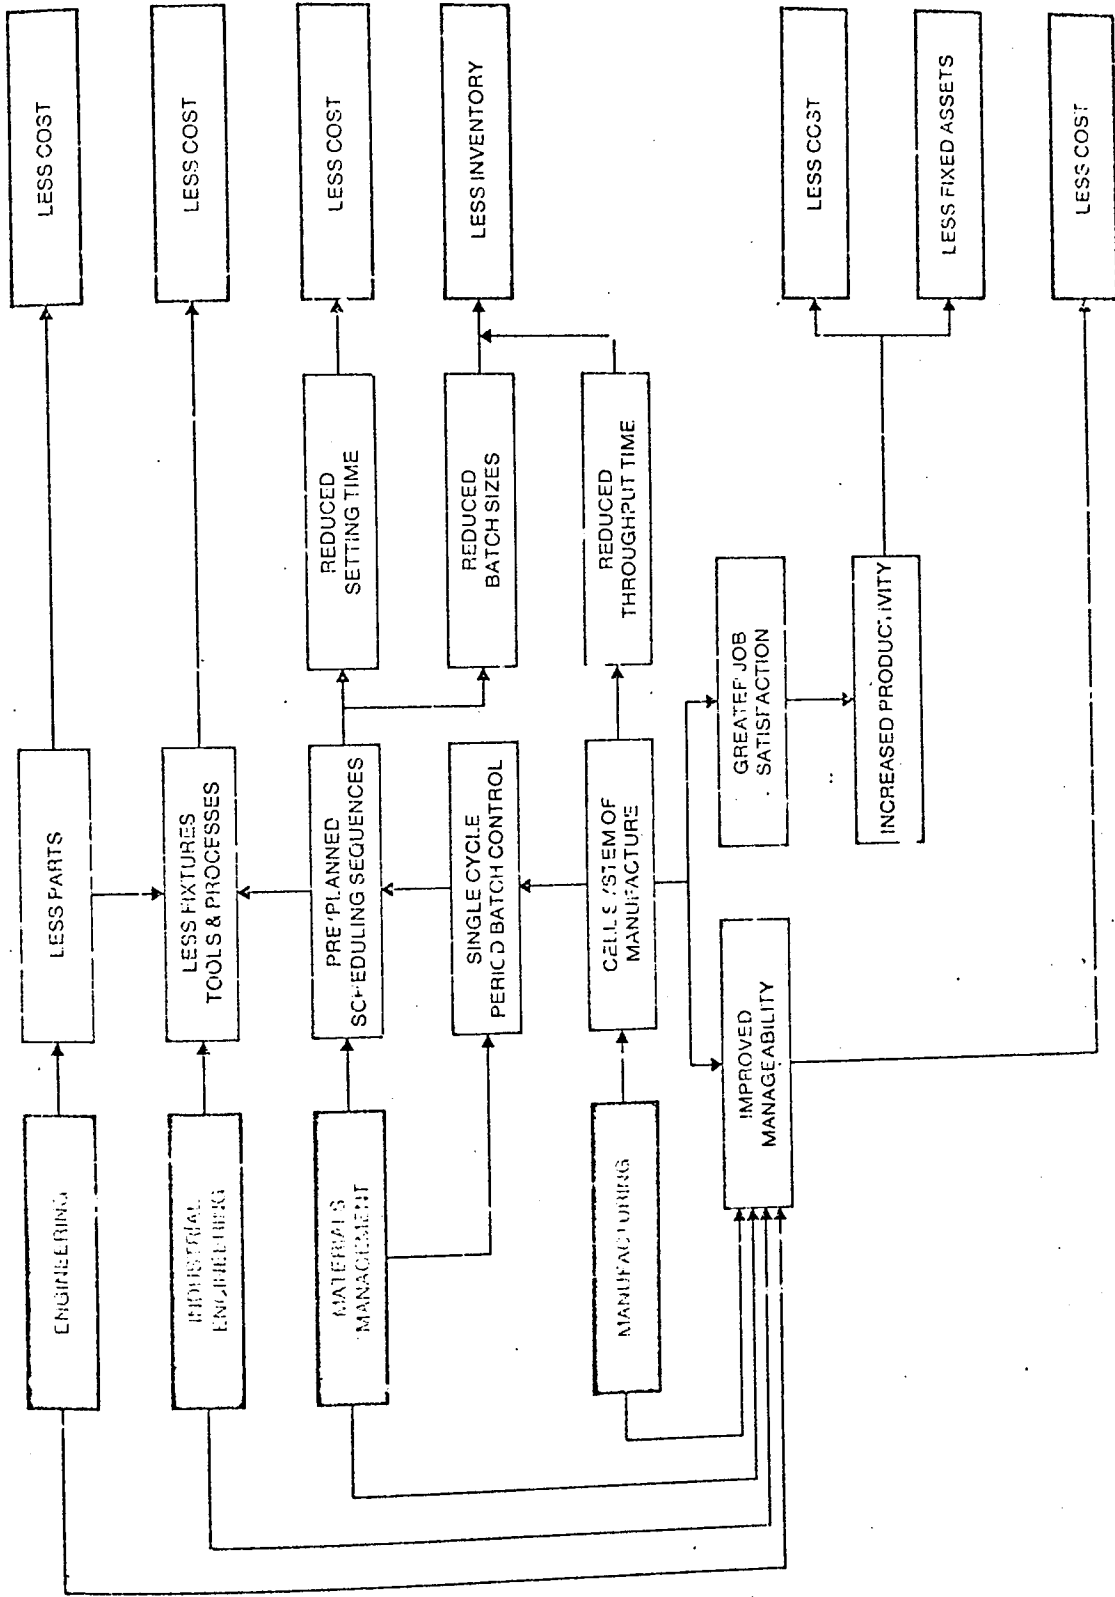 ENGINEERING
LESS PARTS
LESS COST
INDUSTRIAL
ENGINEERING
LESS FIXTURES
TOOLS & PROCESSES
LESS COST
MATERIALS
MANAGEMENT
PRE-PLANNED
SCHEDULING SEQUENCES
REDUCED
SETTING TIME
LESS COST
SINGLE CYCLE
PERIOD BATCH CONTROL
REDUCED
BATCH SIZES
LESS INVENTORY
MANUFACTURING
CELL SYSTEM OF
MANUFACTURE
REDUCED
THROUGHPUT TIME
IMPROVED
MANAGEABILITY
GREATER JOB
SATISFACTION
INCREASED PRODUCTIVITY
LESS COST
LESS FIXED ASSETS
LESS COST